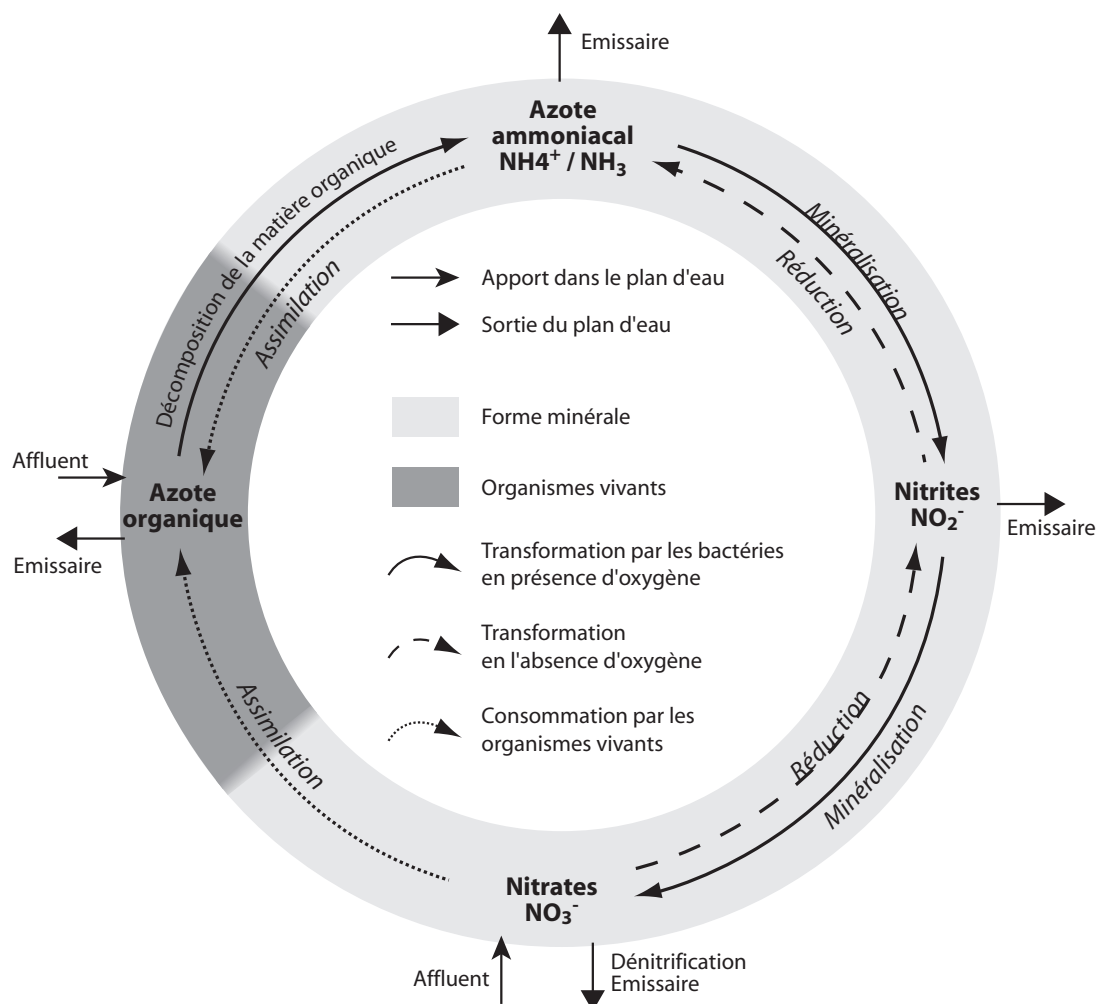 Emissaire
Azote
ammoniacal
NH4⁺ / NH₃
Décomposition de la matière organique
Assimilation
Minéralisation
Réduction
Apport dans le plan d'eau
Sortie du plan d'eau
Forme minérale
Organismes vivants
Transformation par les bactéries
en présence d'oxygène
Transformation
en l'absence d'oxygène
Consommation par les
organismes vivants
Affluent
Azote
organique
Emissaire
Nitrites
NO₂⁻
Emissaire
Assimilation
Réduction
Minéralisation
Nitrates
NO₃⁻
Affluent
Dénitrification
Emissaire